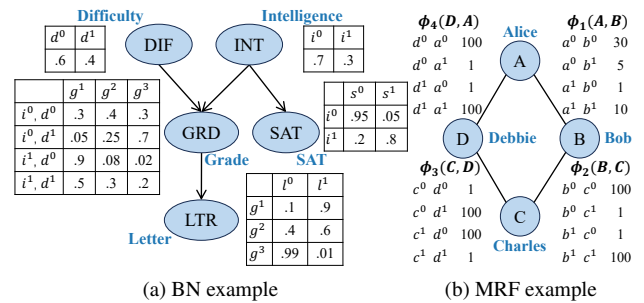 Difficulty
d⁰ d¹
.6 .4
DIF
Intelligence
INT
i⁰ i¹
.7 .3
g¹ g² g³
i⁰, d⁰ .3 .4 .3
i⁰, d¹ .05 .25 .7
i¹, d⁰ .9 .08 .02
i¹, d¹ .5 .3 .2
GRD
Grade
SAT
SAT
s⁰ s¹
i⁰ .95 .05
i¹ .2 .8
LTR
Letter
l⁰ l¹
g¹ .1 .9
g² .4 .6
g³ .99 .01
(a) BN example
ϕ₄(D, A)
d⁰ a⁰ 100
d⁰ a¹ 1
d¹ a⁰ 1
d¹ a¹ 100
Alice
A
ϕ₁(A, B)
a⁰ b⁰ 30
a⁰ b¹ 5
a¹ b⁰ 1
a¹ b¹ 10
D
Debbie
B
Bob
ϕ₃(C, D)
c⁰ d⁰ 1
c⁰ d¹ 100
c¹ d⁰ 100
c¹ d¹ 1
C
Charles
ϕ₂(B, C)
b⁰ c⁰ 100
b⁰ c¹ 1
b¹ c⁰ 1
b¹ c¹ 100
(b) MRF example